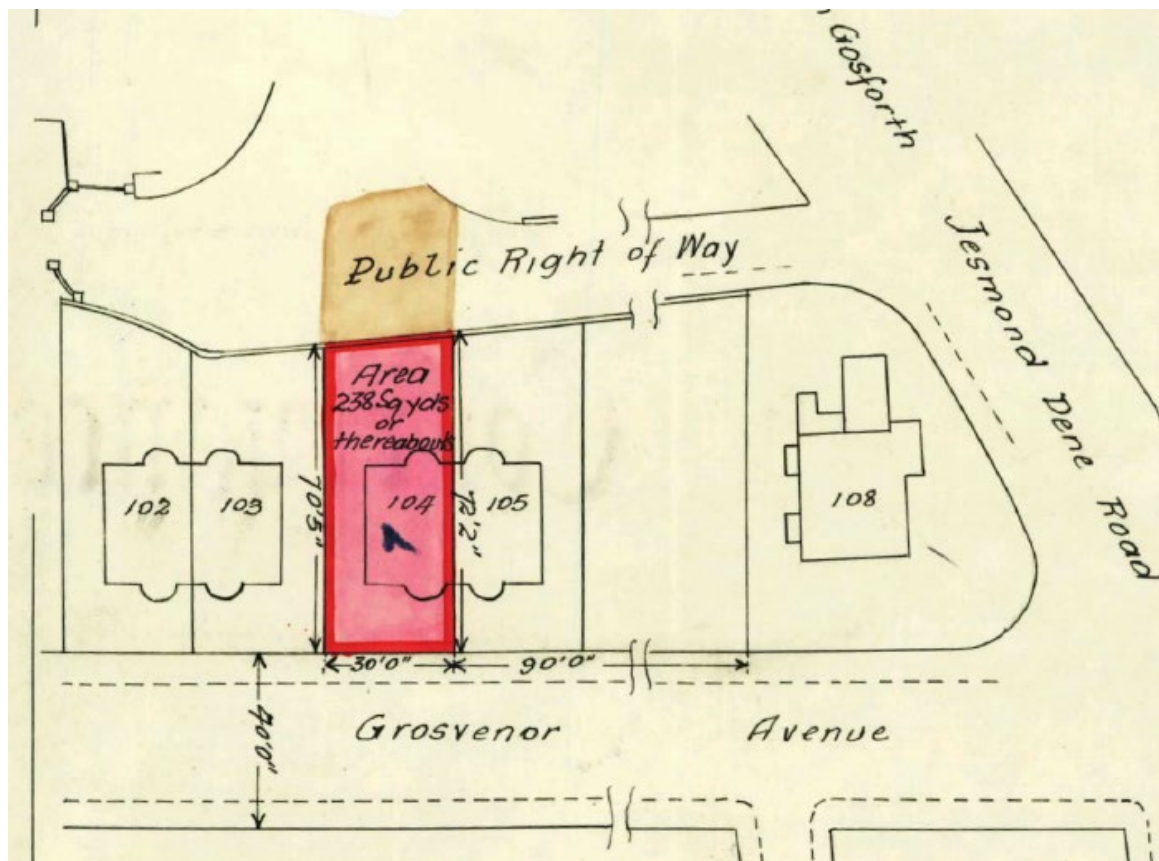 Gosforth
Jesmond Dene Road
Public Right of Way
Area
238 Sq yds
or
thereabouts
102
103
104
105
108
70'5"
72'2"
30'0"
90'0"
40'0"
Grosvenor Avenue